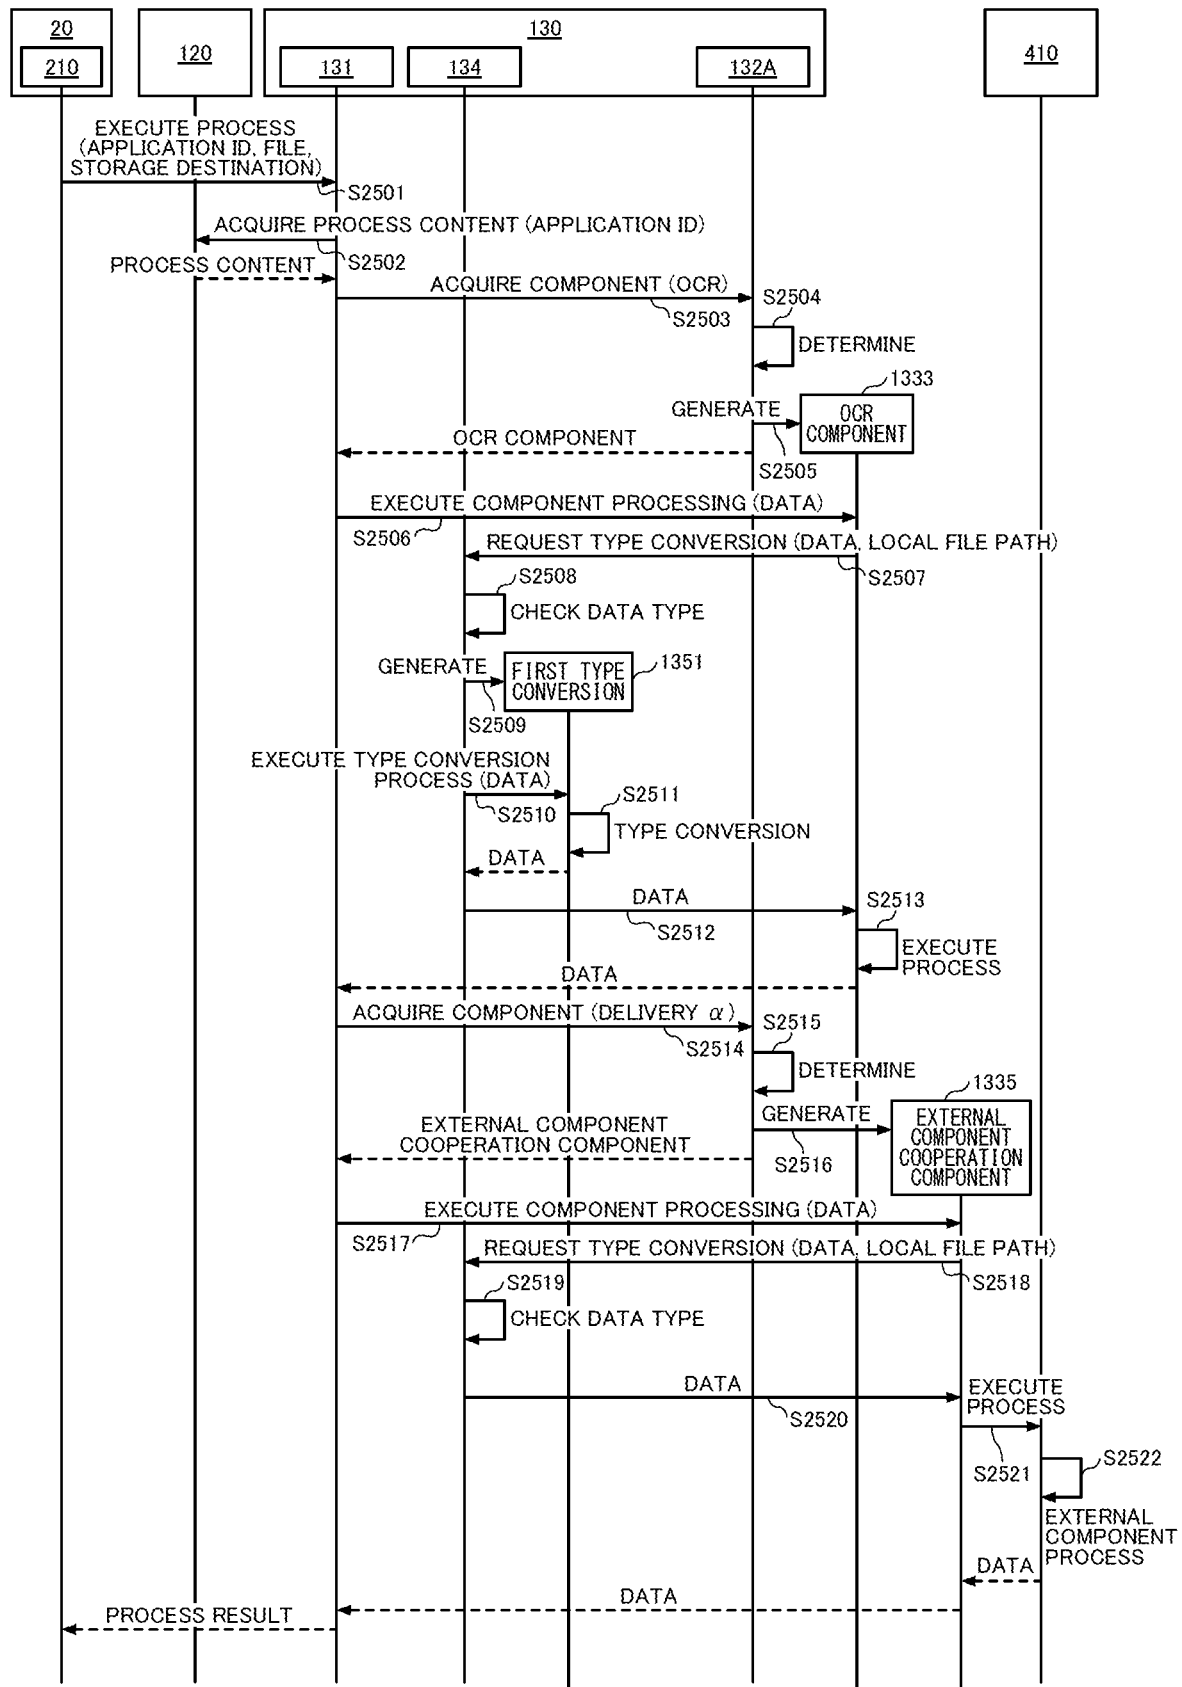 20
210
120
130
131
134
132A
410
EXECUTE PROCESS
(APPLICATION ID, FILE,
STORAGE DESTINATION)
S2501
ACQUIRE PROCESS CONTENT (APPLICATION ID)
S2502
PROCESS CONTENT
ACQUIRE COMPONENT (OCR)
S2503
S2504
DETERMINE
1333
GENERATE
OCR
COMPONENT
S2505
OCR COMPONENT
EXECUTE COMPONENT PROCESSING (DATA)
S2506
REQUEST TYPE CONVERSION (DATA, LOCAL FILE PATH)
S2507
S2508
CHECK DATA TYPE
GENERATE
FIRST TYPE
CONVERSION
1351
S2509
EXECUTE TYPE CONVERSION
PROCESS (DATA)
S2510
S2511
TYPE CONVERSION
DATA
DATA
S2512
S2513
EXECUTE
PROCESS
DATA
ACQUIRE COMPONENT (DELIVERY α)
S2514
S2515
DETERMINE
1335
GENERATE
EXTERNAL
COMPONENT
COOPERATION
COMPONENT
S2516
EXTERNAL COMPONENT
COOPERATION COMPONENT
EXECUTE COMPONENT PROCESSING (DATA)
S2517
REQUEST TYPE CONVERSION (DATA, LOCAL FILE PATH)
S2518
S2519
CHECK DATA TYPE
DATA
S2520
EXECUTE
PROCESS
S2521
S2522
EXTERNAL
COMPONENT
PROCESS
DATA
DATA
PROCESS RESULT